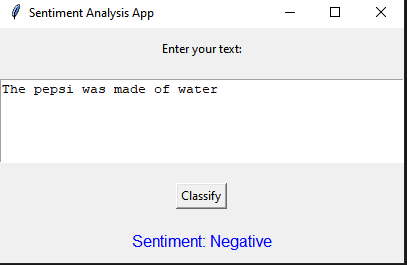 Sentiment Analysis App
Enter your text:
The pepsi was made of water
Classify
Sentiment: Negative